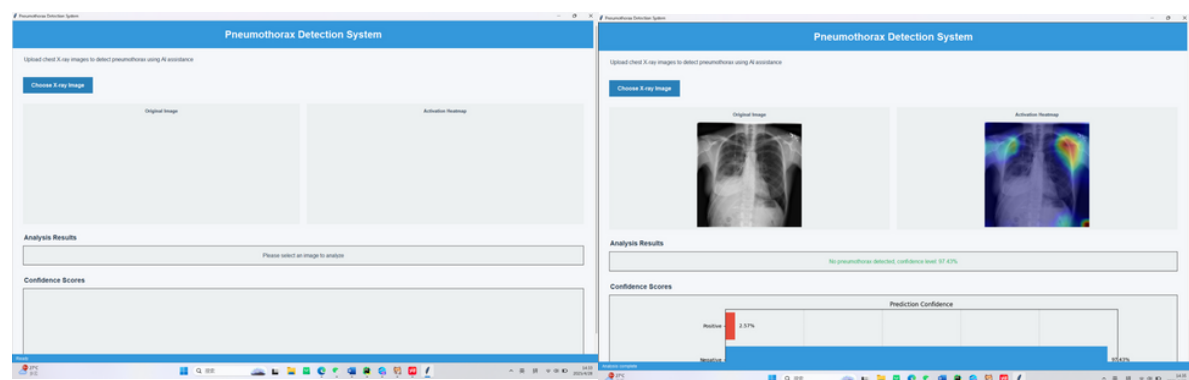 Pneumothorax Detection System
Pneumothorax Detection System
Upload chest X-ray images to detect pneumothorax using AI assistance
Choose X-ray Image
Original Image
Activation Heatmap
Analysis Results
Please select an image to analyze
Confidence Scores
Ready
14:35
Pneumothorax Detection System
Pneumothorax Detection System
Upload chest X-ray images to detect pneumothorax using AI assistance
Choose X-ray Image
Original Image
Activation Heatmap
Analysis Results
No pneumothorax detected, confidence level: 97.43%
Confidence Scores
Prediction Confidence
Positive
2.57%
Negative
97.43%
Analysis complete
14:35